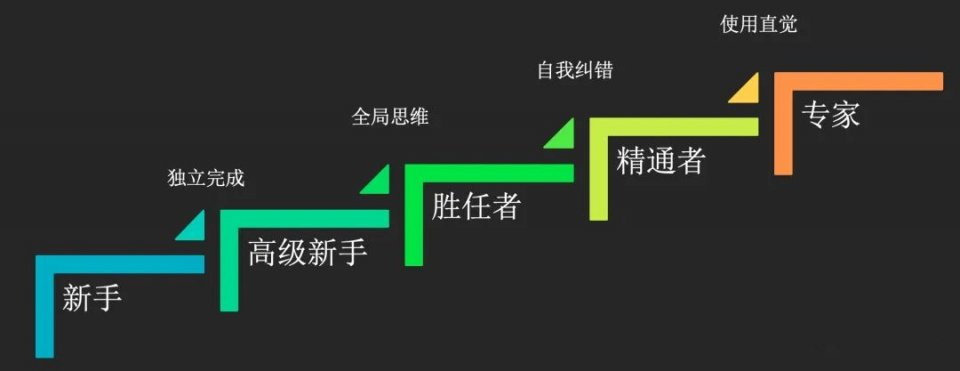 使用直觉
自我纠错
专家
全局思维
精通者
独立完成
胜任者
高级新手
新手